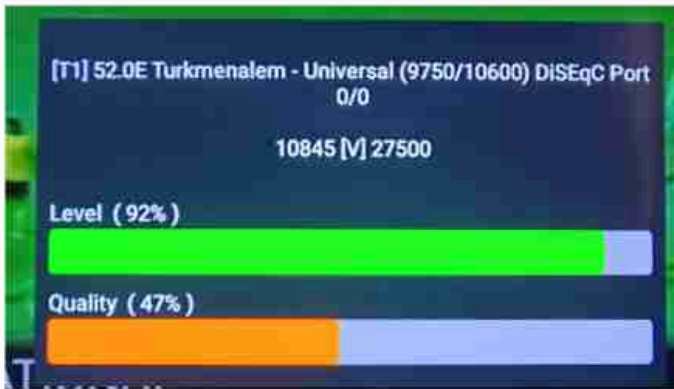 [T1] 52.0E Turkmenalem - Universal (9750/10600) DiSEqC Port
0/0
10845 [V] 27500
Level ( 92% )
Quality ( 47% )